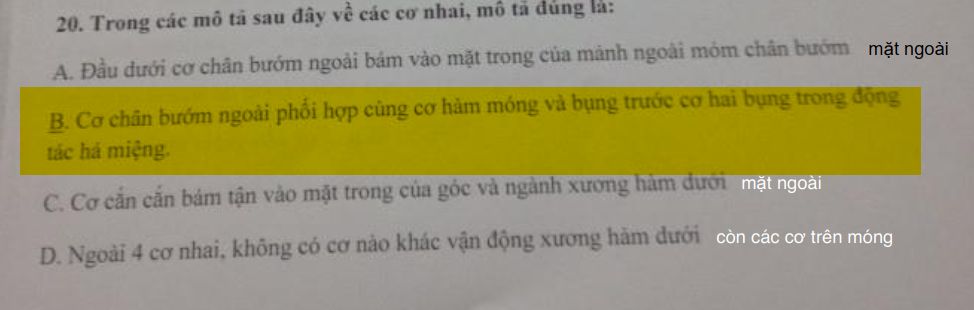 20. Trong các mô tả sau đây về các cơ nhai, mô tả đúng là:
A. Đầu dưới cơ chân bướm ngoài bám vào mặt trong của mảnh ngoài mỏm chân bướm mặt ngoài
B. Cơ chân bướm ngoài phối hợp cùng cơ hàm móng và bụng trước cơ hai bụng trong động
tác há miệng.
C. Cơ cắn cắn bám tận vào mặt trong của góc và ngành xương hàm dưới mặt ngoài
D. Ngoài 4 cơ nhai, không có cơ nào khác vận động xương hàm dưới còn các cơ trên móng